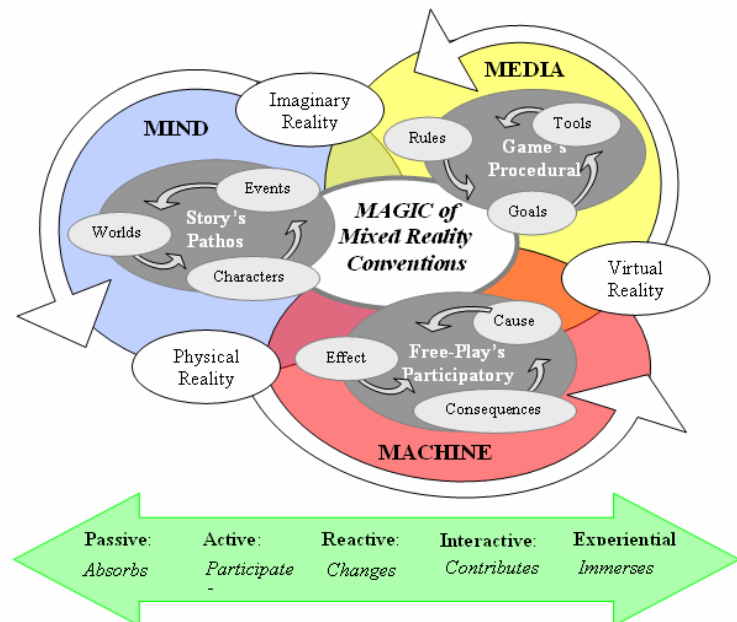 MEDIA
Imaginary
Reality
MIND
Rules
Tools
Game's
Procedural
Goals
Events
Worlds
Story's
Pathos
Characters
MAGIC of
Mixed Reality
Conventions
Virtual
Reality
Physical
Reality
Cause
Effect
Free-Play's
Participatory
Consequences
MACHINE
Passive: Active: Reactive: Interactive: Experiential
Absorbs Participate Changes Contributes Immerses
-